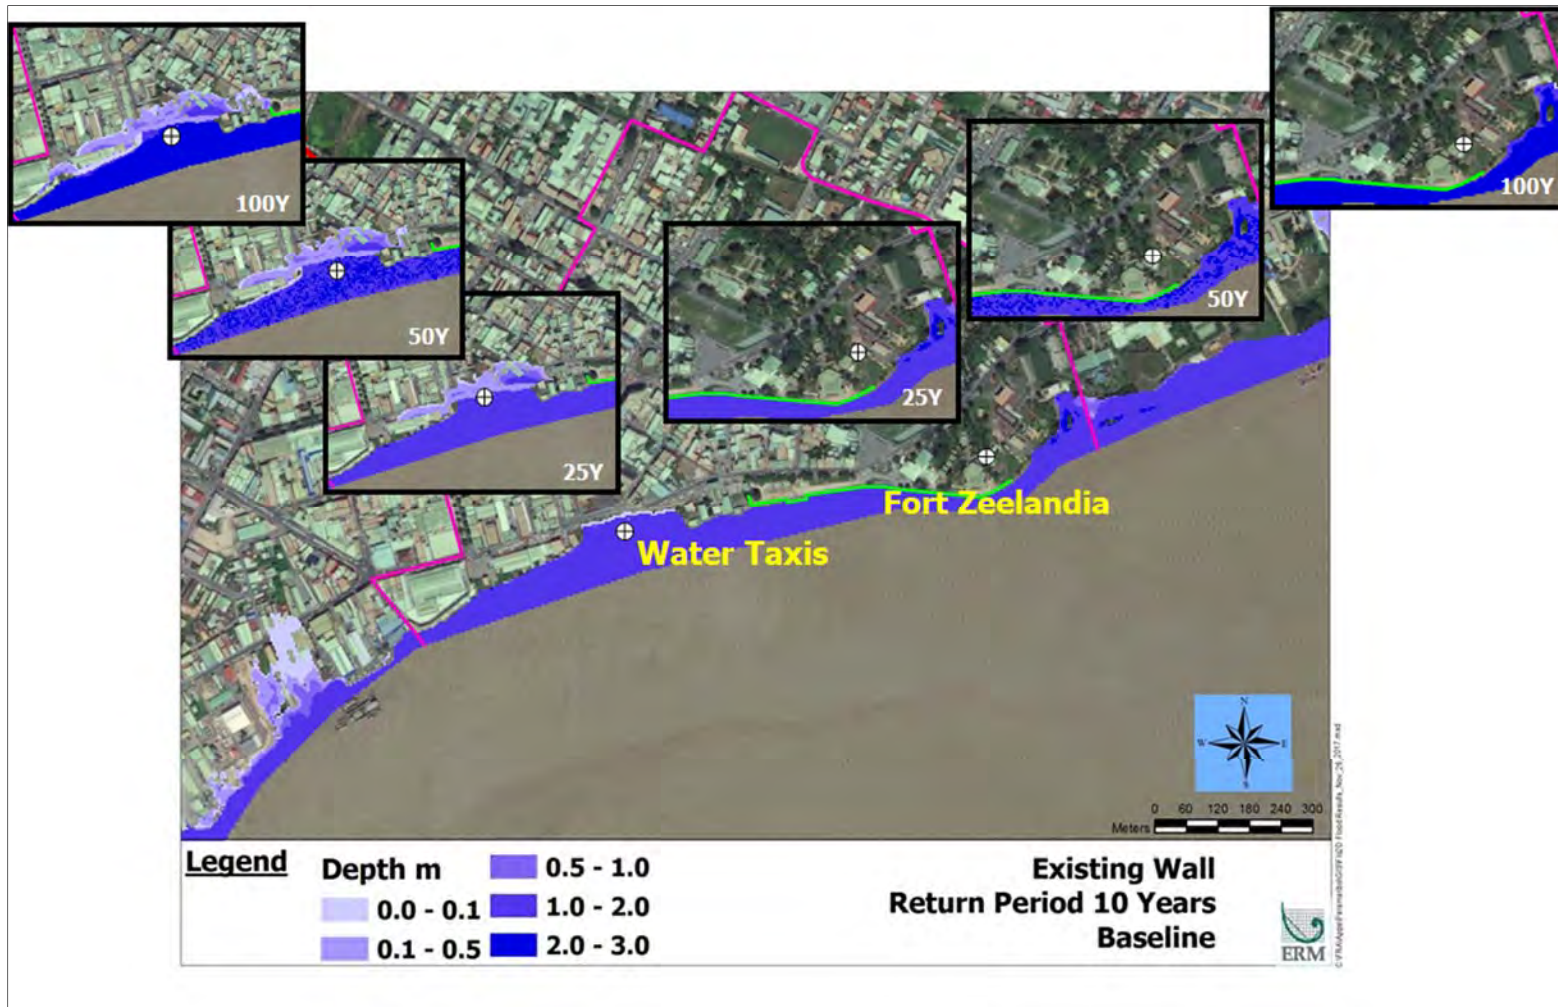 100Y
100Y
50Y
50Y
25Y
25Y
Fort Zeelandia
Water Taxis
N
W E
S
0 60 120 180 240 300
Meters
Legend
Depth m
0.0 - 0.1
0.1 - 0.5
0.5 - 1.0
1.0 - 2.0
2.0 - 3.0
Existing Wall
Return Period 10 Years
Baseline
ERM